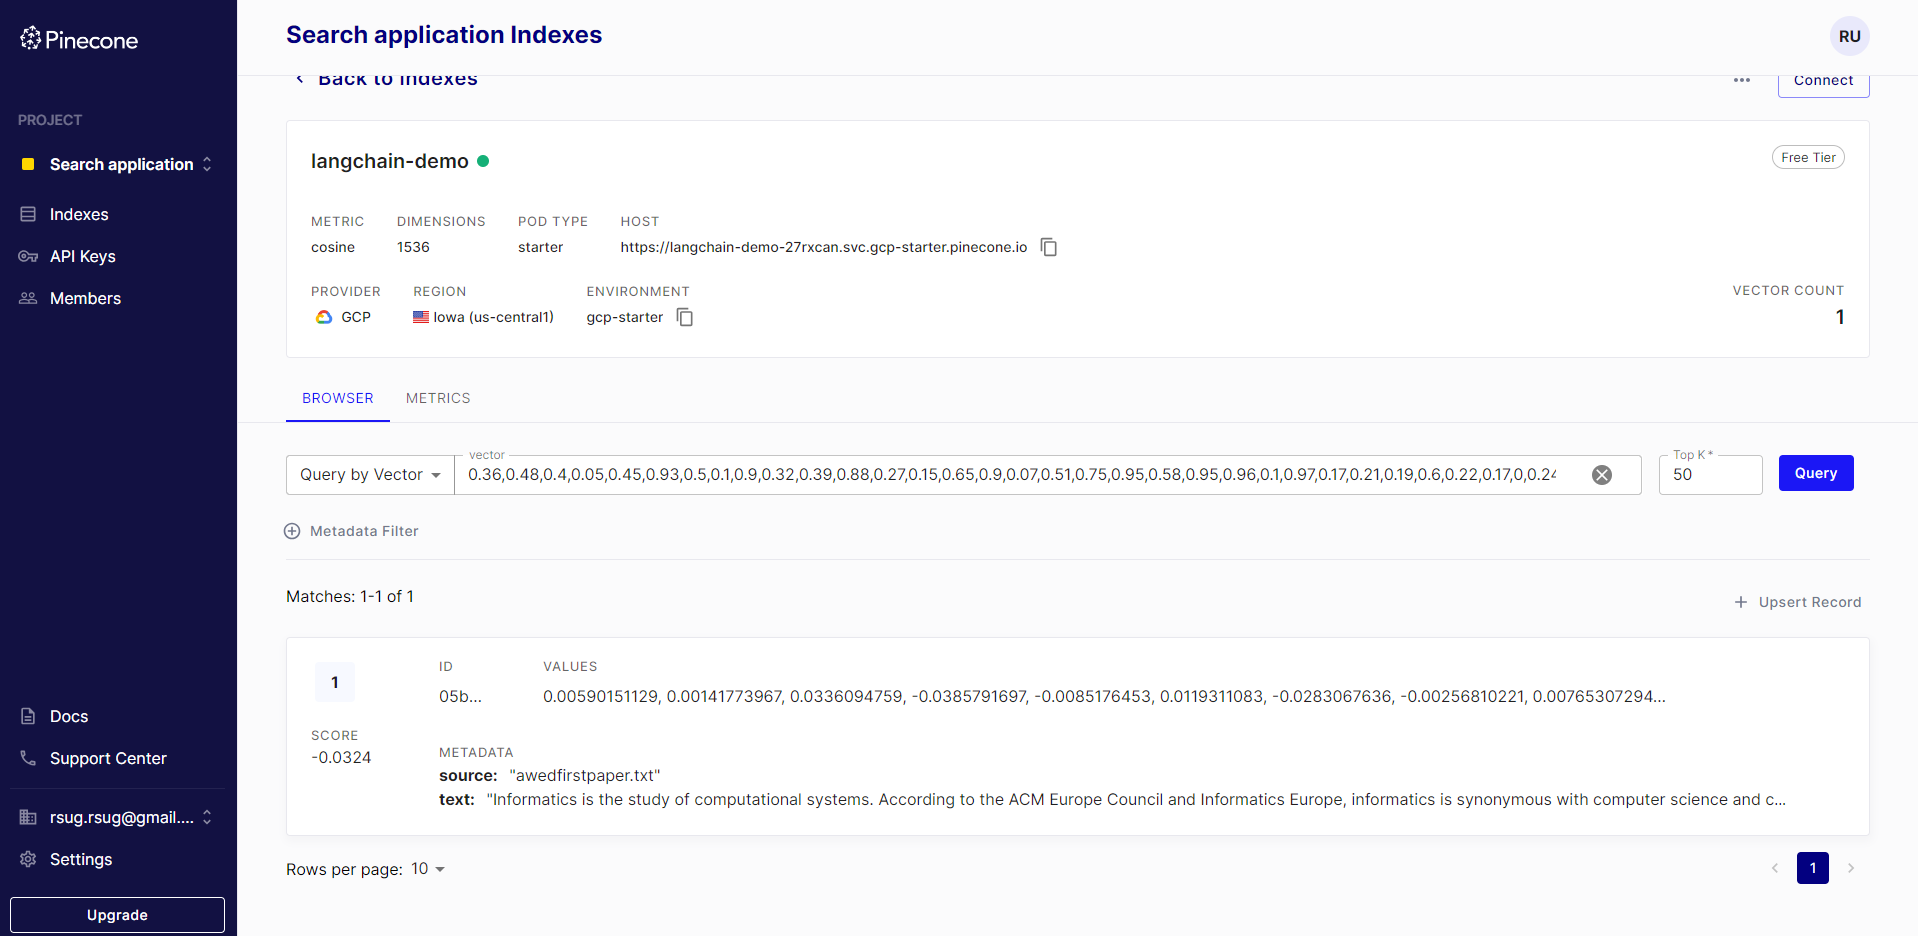 Pinecone
PROJECT
Search application
Indexes
API Keys
Members
Docs
Support Center
rsug.rsug@gmail....
Settings
Upgrade
Search application Indexes
RU
Back to Indexes
Connect
langchain-demo
Free Tier
METRIC DIMENSIONS POD TYPE HOST
cosine 1536 starter https://langchain-demo-27rxcan.svc.gcp-starter.pinecone.io
PROVIDER REGION ENVIRONMENT VECTOR COUNT
GCP Iowa (us-central1) gcp-starter 1
BROWSER METRICS
vector Top K *
Query by Vector 0.36,0.48,0.4,0.05,0.45,0.93,0.5,0.1,0.9,0.32,0.39,0.88,0.27,0.15,0.65,0.9,0.07,0.51,0.75,0.95,0.58,0.95,0.96,0.1,0.97,0.17,0.21,0.19,0.6,0.22,0.17,0,0.24 50 Query
Metadata Filter
Matches: 1-1 of 1
Upsert Record
1
ID VALUES
05b... 0.00590151129, 0.00141773967, 0.0336094759, -0.0385791697, -0.0085176453, 0.0119311083, -0.0283067636, -0.00256810221, 0.00765307294...
SCORE
-0.0324
METADATA
source: "awedfirstpaper.txt"
text: "Informatics is the study of computational systems. According to the ACM Europe Council and Informatics Europe, informatics is synonymous with computer science and c...
Rows per page: 10
1